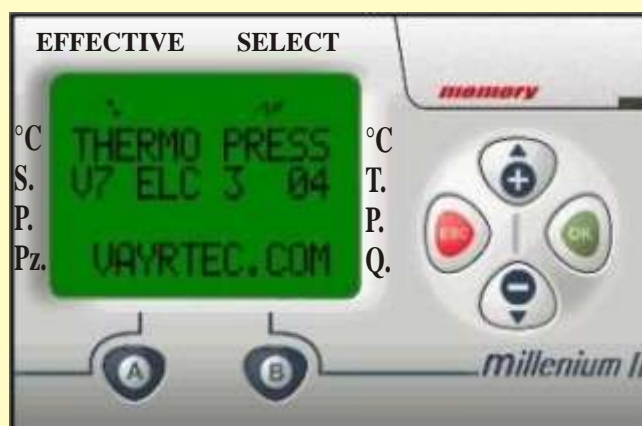 EFFECTIVE SELECT
memory
°C THERMO PRESS °C
S. V7 ELC 3 04 T.
P. P.
Pz. VAYRTEC.COM Q.
ESC OK
A B
millenium II